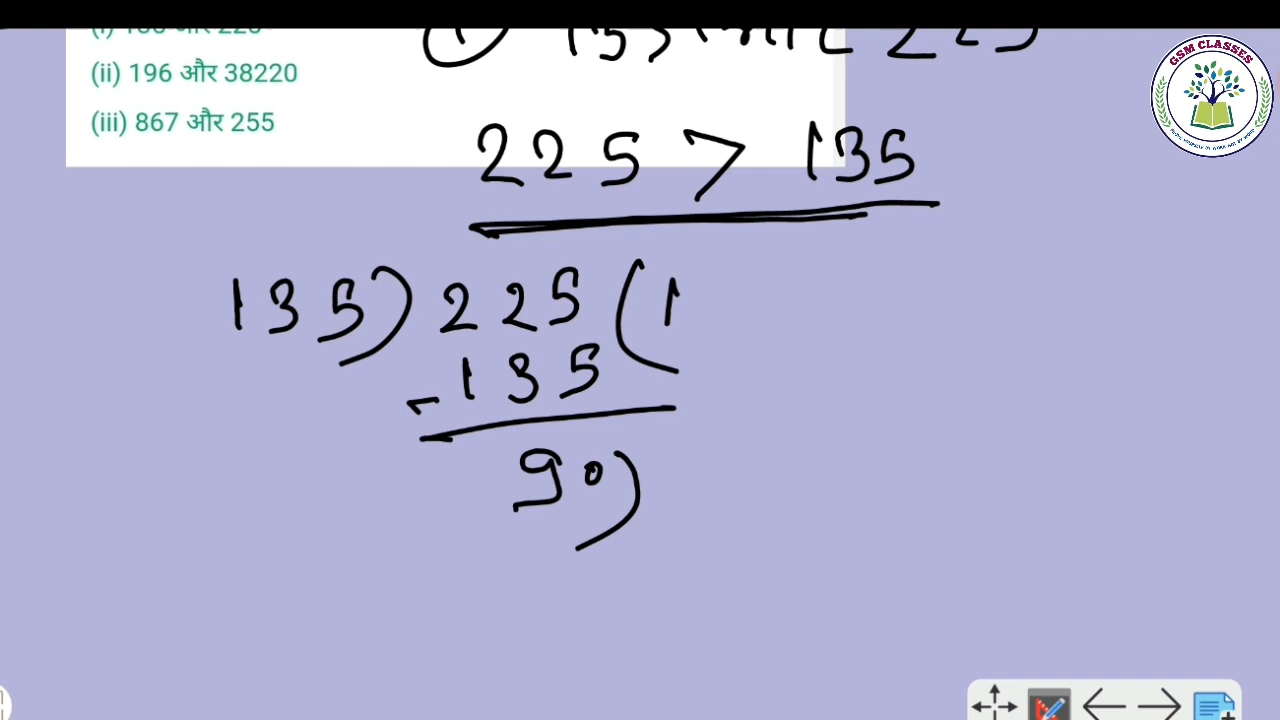 (ii) 196 और 38220
(iii) 867 और 255
GSM CLASSES
225 > 135
135) 225 (1
- 135
90)